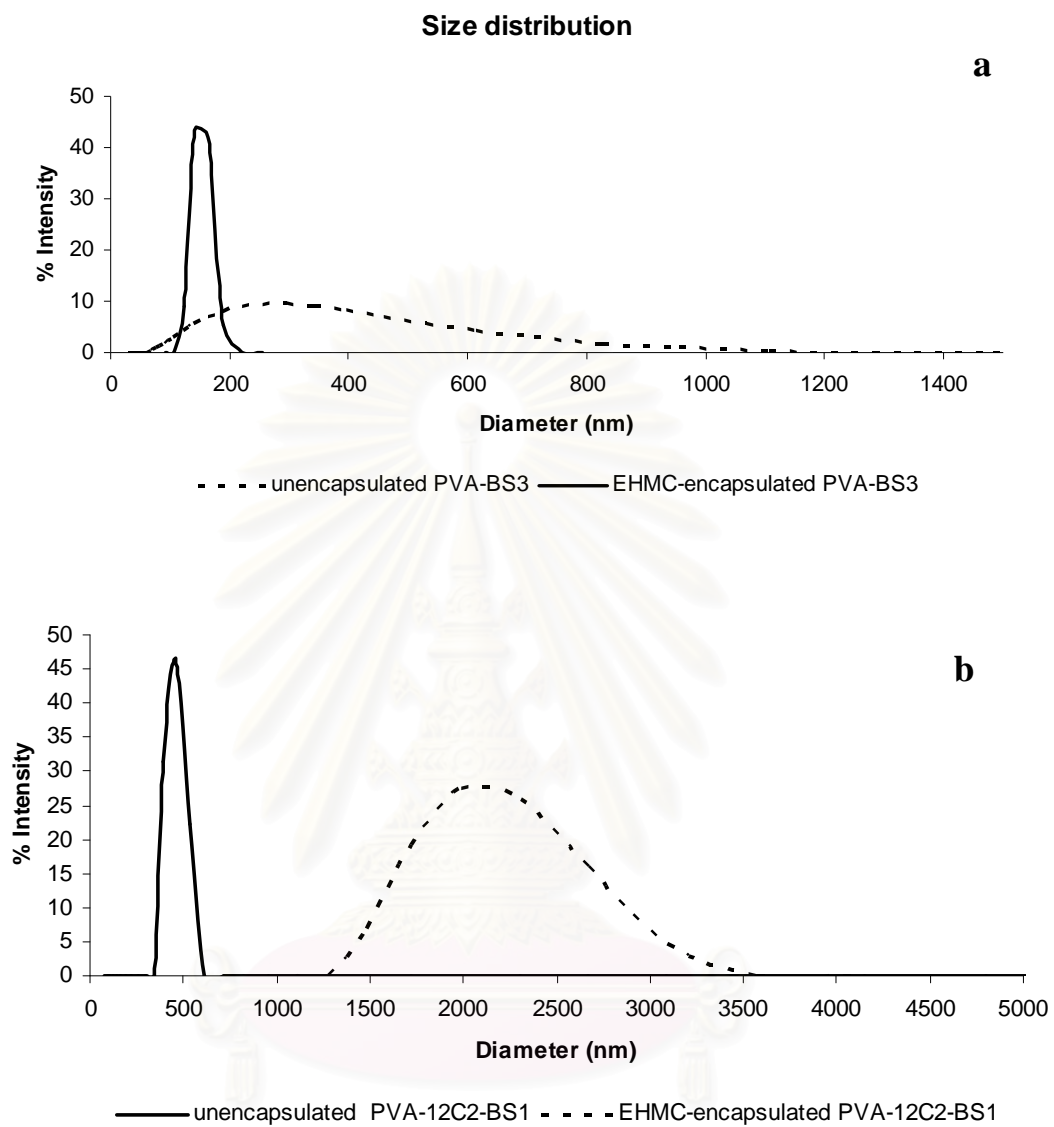 Size distribution
a
50
40
30
20
10
0
% Intensity
0 200 400 600 800 1000 1200 1400
Diameter (nm)
unencapsulated PVA-BS3 EHMC-encapsulated PVA-BS3
b
50
45
40
35
30
25
20
15
10
5
0
% Intensity
0 500 1000 1500 2000 2500 3000 3500 4000 4500 5000
Diameter (nm)
unencapsulated PVA-12C2-BS1 EHMC-encapsulated PVA-12C2-BS1